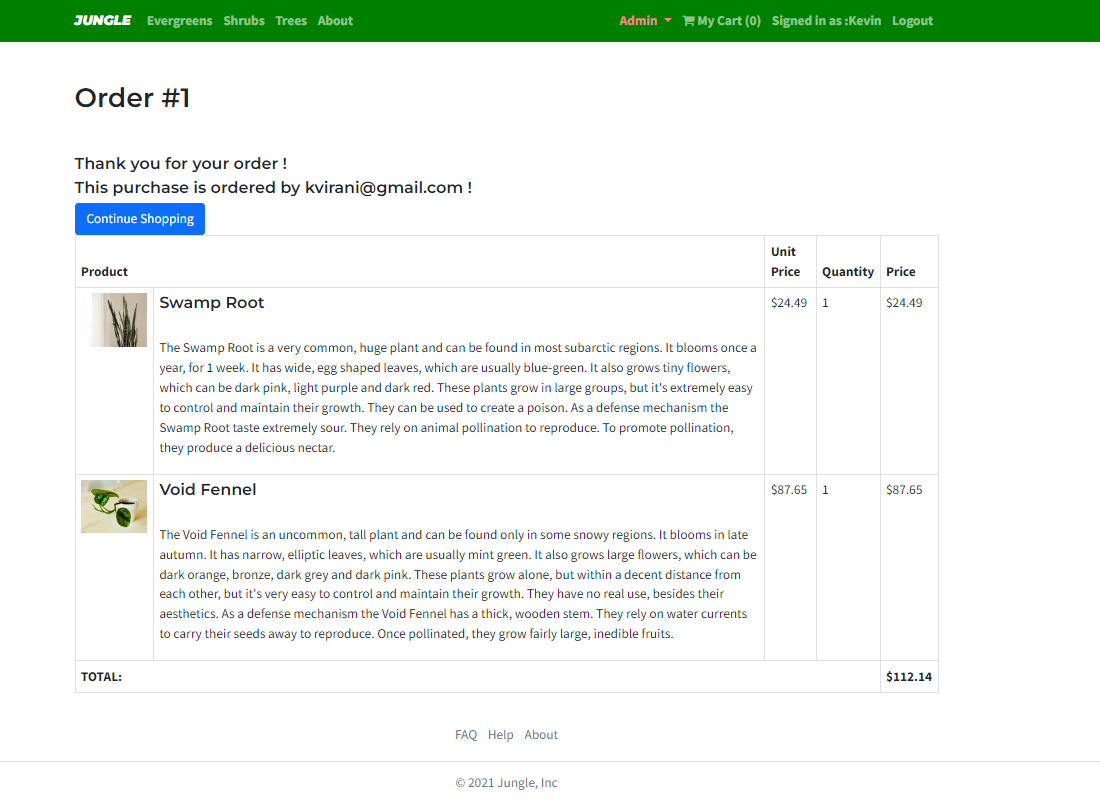 JUNGLE Evergreens Shrubs Trees About Admin My Cart (0) Signed in as :Kevin Logout
Order #1
Thank you for your order !
This purchase is ordered by kvirani@gmail.com !
Continue Shopping
Product Unit Price Quantity Price
Swamp Root $24.49 1 $24.49
The Swamp Root is a very common, huge plant and can be found in most subarctic regions. It blooms once a
year, for 1 week. It has wide, egg shaped leaves, which are usually blue-green. It also grows tiny flowers,
which can be dark pink, light purple and dark red. These plants grow in large groups, but it's extremely easy
to control and maintain their growth. They can be used to create a poison. As a defense mechanism the
Swamp Root taste extremely sour. They rely on animal pollination to reproduce. To promote pollination,
they produce a delicious nectar.
Void Fennel $87.65 1 $87.65
The Void Fennel is an uncommon, tall plant and can be found only in some snowy regions. It blooms in late
autumn. It has narrow, elliptic leaves, which are usually mint green. It also grows large flowers, which can be
dark orange, bronze, dark grey and dark pink. These plants grow alone, but within a decent distance from
each other, but it's very easy to control and maintain their growth. They have no real use, besides their
aesthetics. As a defense mechanism the Void Fennel has a thick, wooden stem. They rely on water currents
to carry their seeds away to reproduce. Once pollinated, they grow fairly large, inedible fruits.
TOTAL: $112.14
FAQ Help About
© 2021 Jungle, Inc